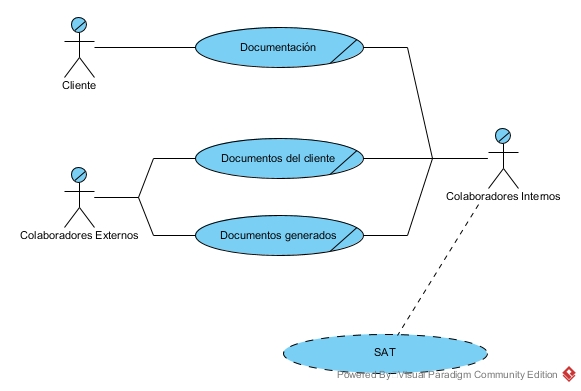 Documentación
Cliente
Documentos del cliente
Colaboradores Internos
Colaboradores Externos
Documentos generados
SAT
Powered By: Visual Paradigm Community Edition